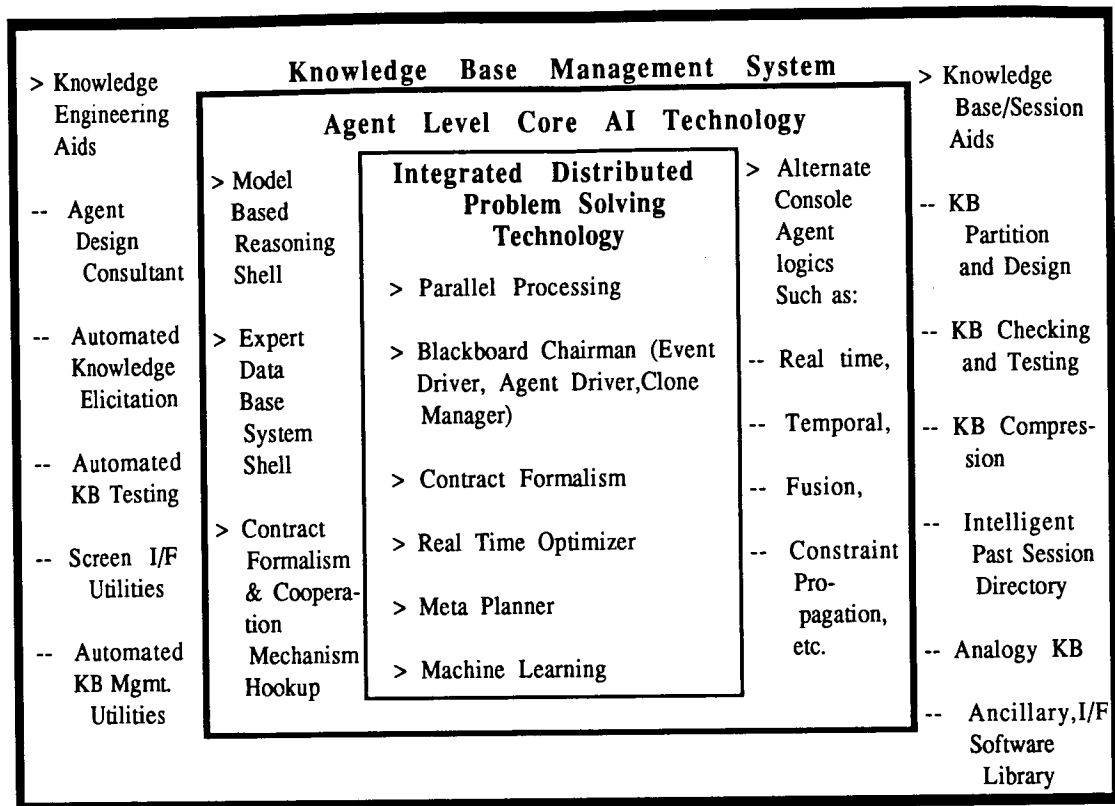 Knowledge Base Management System
> Knowledge
Engineering
Aids
-- Agent
Design
Consultant
-- Automated
Knowledge
Elicitation
-- Automated
KB Testing
-- Screen I/F
Utilities
-- Automated
KB Mgmt.
Utilities
Agent Level Core AI Technology
> Model
Based
Reasoning
Shell
> Expert
Data
Base
System
Shell
> Contract
Formalism
& Coopera-
tion
Mechanism
Hookup
Integrated Distributed
Problem Solving
Technology
> Parallel Processing
> Blackboard Chairman (Event
Driver, Agent Driver,Clone
Manager)
> Contract Formalism
> Real Time Optimizer
> Meta Planner
> Machine Learning
> Alternate
Console
Agent
logics
Such as:
-- Real time,
-- Temporal,
-- Fusion,
-- Constraint
Pro-
pagation,
etc.
> Knowledge
Base/Session
Aids
-- KB
Partition
and Design
-- KB Checking
and Testing
-- KB Compres-
sion
-- Intelligent
Past Session
Directory
-- Analogy KB
-- Ancillary,I/F
Software
Library